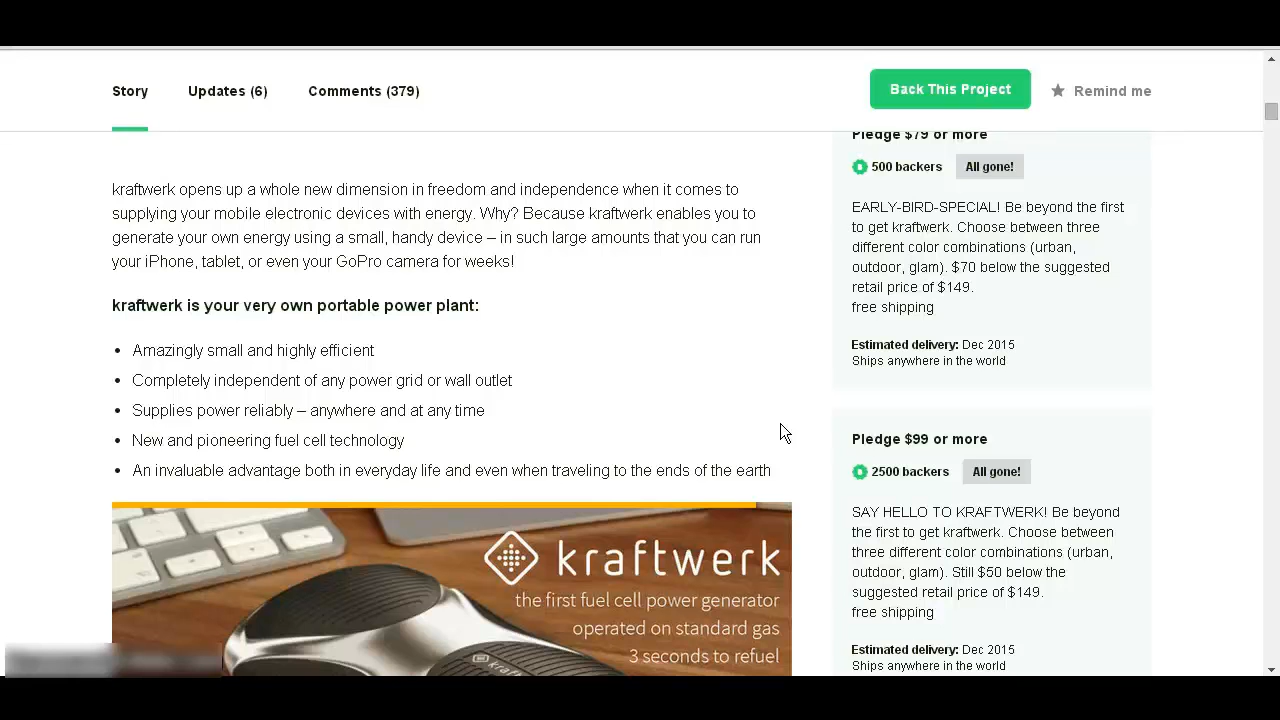 Story
Updates (6)
Comments (379)
Back This Project
Remind me
kraftwerk opens up a whole new dimension in freedom and independence when it comes to
supplying your mobile electronic devices with energy. Why? Because kraftwerk enables you to
generate your own energy using a small, handy device – in such large amounts that you can run
your iPhone, tablet, or even your GoPro camera for weeks!
kraftwerk is your very own portable power plant:
• Amazingly small and highly efficient
• Completely independent of any power grid or wall outlet
• Supplies power reliably – anywhere and at any time
• New and pioneering fuel cell technology
• An invaluable advantage both in everyday life and even when traveling to the ends of the earth
kraftwerk
the first fuel cell power generator
operated on standard gas
3 seconds to refuel
Pledge $79 or more
500 backers All gone!
EARLY-BIRD-SPECIAL! Be beyond the first
to get kraftwerk. Choose between three
different color combinations (urban,
outdoor, glam). $70 below the suggested
retail price of $149.
free shipping
Estimated delivery: Dec 2015
Ships anywhere in the world
Pledge $99 or more
2500 backers All gone!
SAY HELLO TO KRAFTWERK! Be beyond
the first to get kraftwerk. Choose between
three different color combinations (urban,
outdoor, glam). Still $50 below the
suggested retail price of $149.
free shipping
Estimated delivery: Dec 2015
Ships anywhere in the world